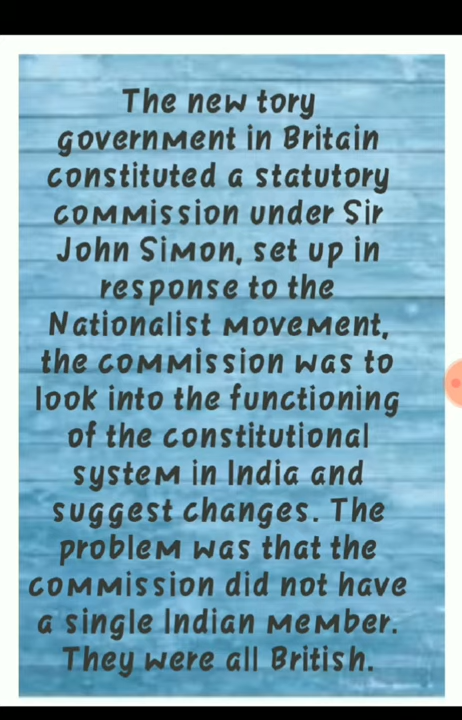 The new tory
government in Britain
constituted a statutory
commission under Sir
John Simon, set up in
response to the
Nationalist movement,
the commission was to
look into the functioning
of the constitutional
system in India and
suggest changes. The
problem was that the
commission did not have
a single Indian member.
They were all British.